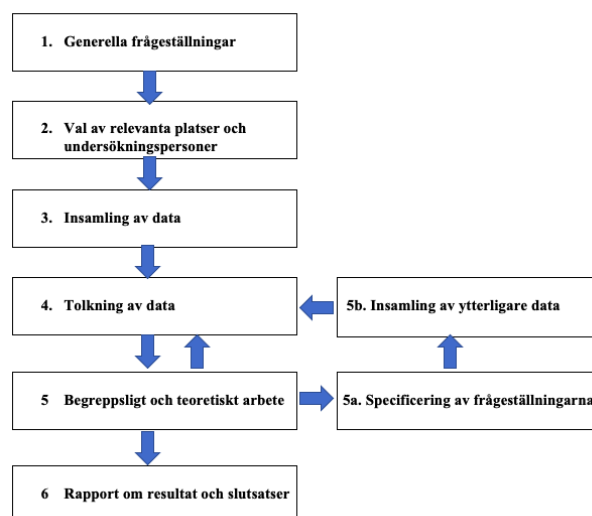 1. Generella frågeställningar
2. Val av relevanta platser och
undersökningspersoner
3. Insamling av data
4. Tolkning av data
5b. Insamling av ytterligare data
5 Begreppsligt och teoretiskt arbete
5a. Specificering av frågeställningarna
6 Rapport om resultat och slutsatser